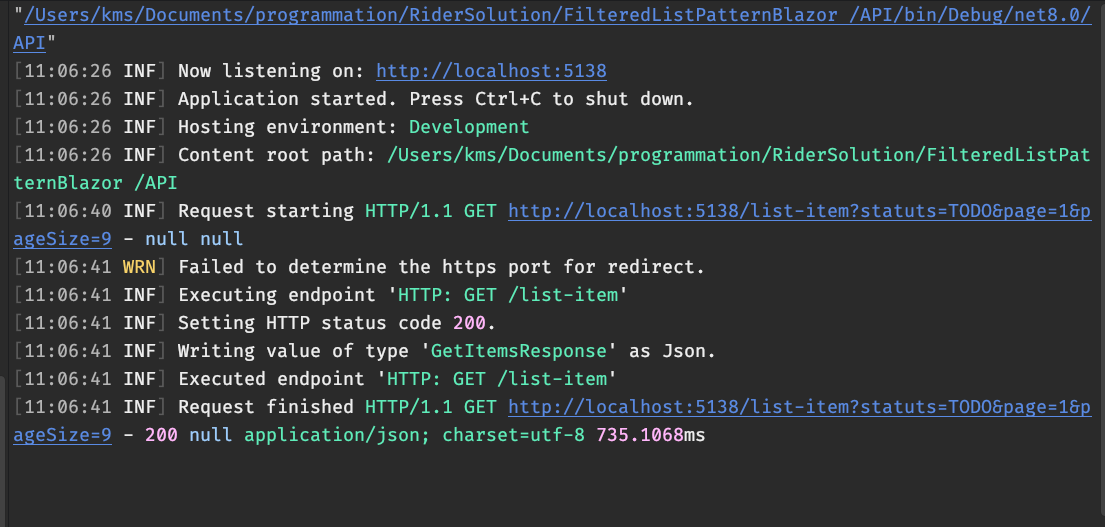 "/Users/kms/Documents/programmation/RiderSolution/FilteredListPatternBlazor /API/bin/Debug/net8.0/
API"
[11:06:26 INF] Now listening on: http://localhost:5138
[11:06:26 INF] Application started. Press Ctrl+C to shut down.
[11:06:26 INF] Hosting environment: Development
[11:06:26 INF] Content root path: /Users/kms/Documents/programmation/RiderSolution/FilteredListPat
ternBlazor /API
[11:06:40 INF] Request starting HTTP/1.1 GET http://localhost:5138/list-item?statuts=TODO&page=1&p
ageSize=9 - null null
[11:06:41 WRN] Failed to determine the https port for redirect.
[11:06:41 INF] Executing endpoint 'HTTP: GET /list-item'
[11:06:41 INF] Setting HTTP status code 200.
[11:06:41 INF] Writing value of type 'GetItemsResponse' as Json.
[11:06:41 INF] Executed endpoint 'HTTP: GET /list-item'
[11:06:41 INF] Request finished HTTP/1.1 GET http://localhost:5138/list-item?statuts=TODO&page=1&p
ageSize=9 - 200 null application/json; charset=utf-8 735.1068ms